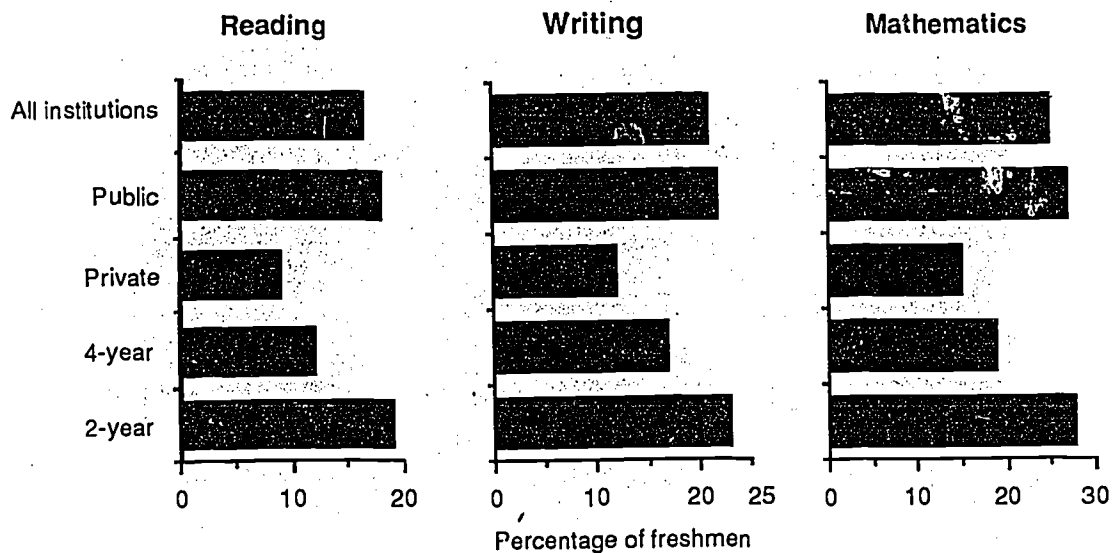 Reading Writing Mathematics
All institutions
Public
Private
4-year
2-year
0 10 20 0 10 20 25 0 10 20 30
Percentage of freshmen